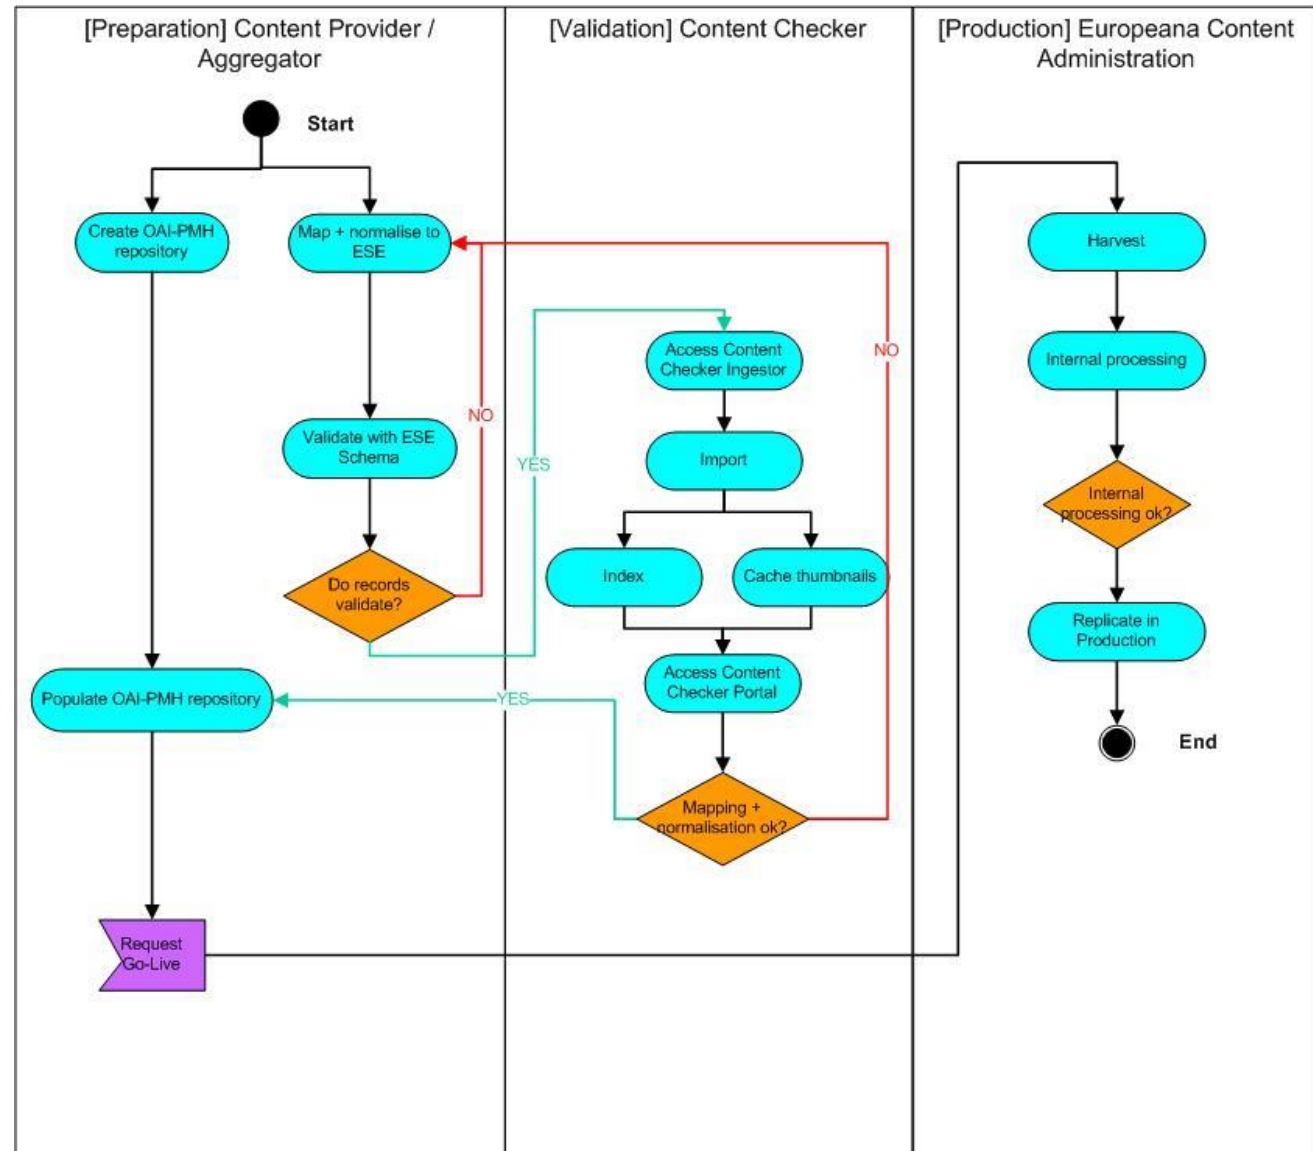 [Preparation] Content Provider /
Aggregator
[Validation] Content Checker
[Production] Europeana Content
Administration
Start
Create OAI-PMH
repository
Map + normalise to
ESE
Harvest
Access Content
Checker Ingestor
NO
Internal processing
NO
Validate with ESE
Schema
YES
Import
Internal
processing ok?
Do records
validate?
Index
Cache thumbnails
Replicate in
Production
Populate OAI-PMH repository
YES
Access Content
Checker Portal
End
Mapping +
normalisation ok?
Request
Go-Live